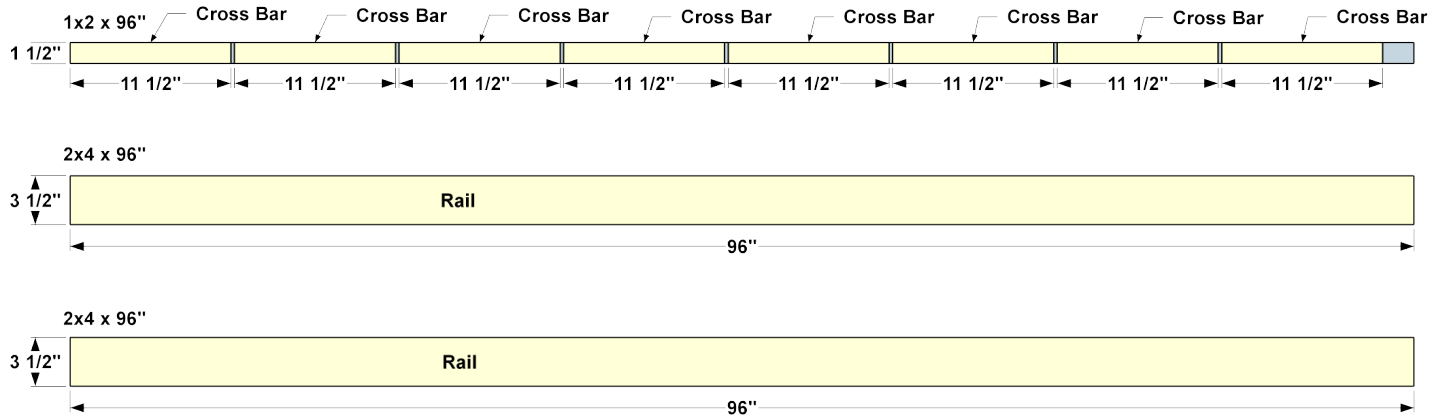 1x2 x 96"
Cross Bar Cross Bar Cross Bar Cross Bar Cross Bar Cross Bar Cross Bar Cross Bar
1 1/2"
11 1/2" 11 1/2" 11 1/2" 11 1/2" 11 1/2" 11 1/2" 11 1/2" 11 1/2"
2x4 x 96"
3 1/2" Rail
96"
2x4 x 96"
3 1/2" Rail
96"